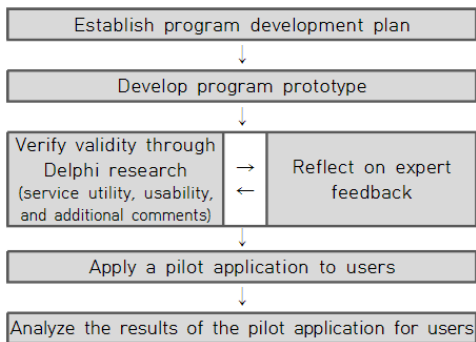 Establish program development plan
↓
Develop program prototype
↓
Verify validity through
Delphi research
(service utility, usability,
and additional comments)
→
←
Reflect on expert
feedback
↓
Apply a pilot application to users
↓
Analyze the results of the pilot application for users